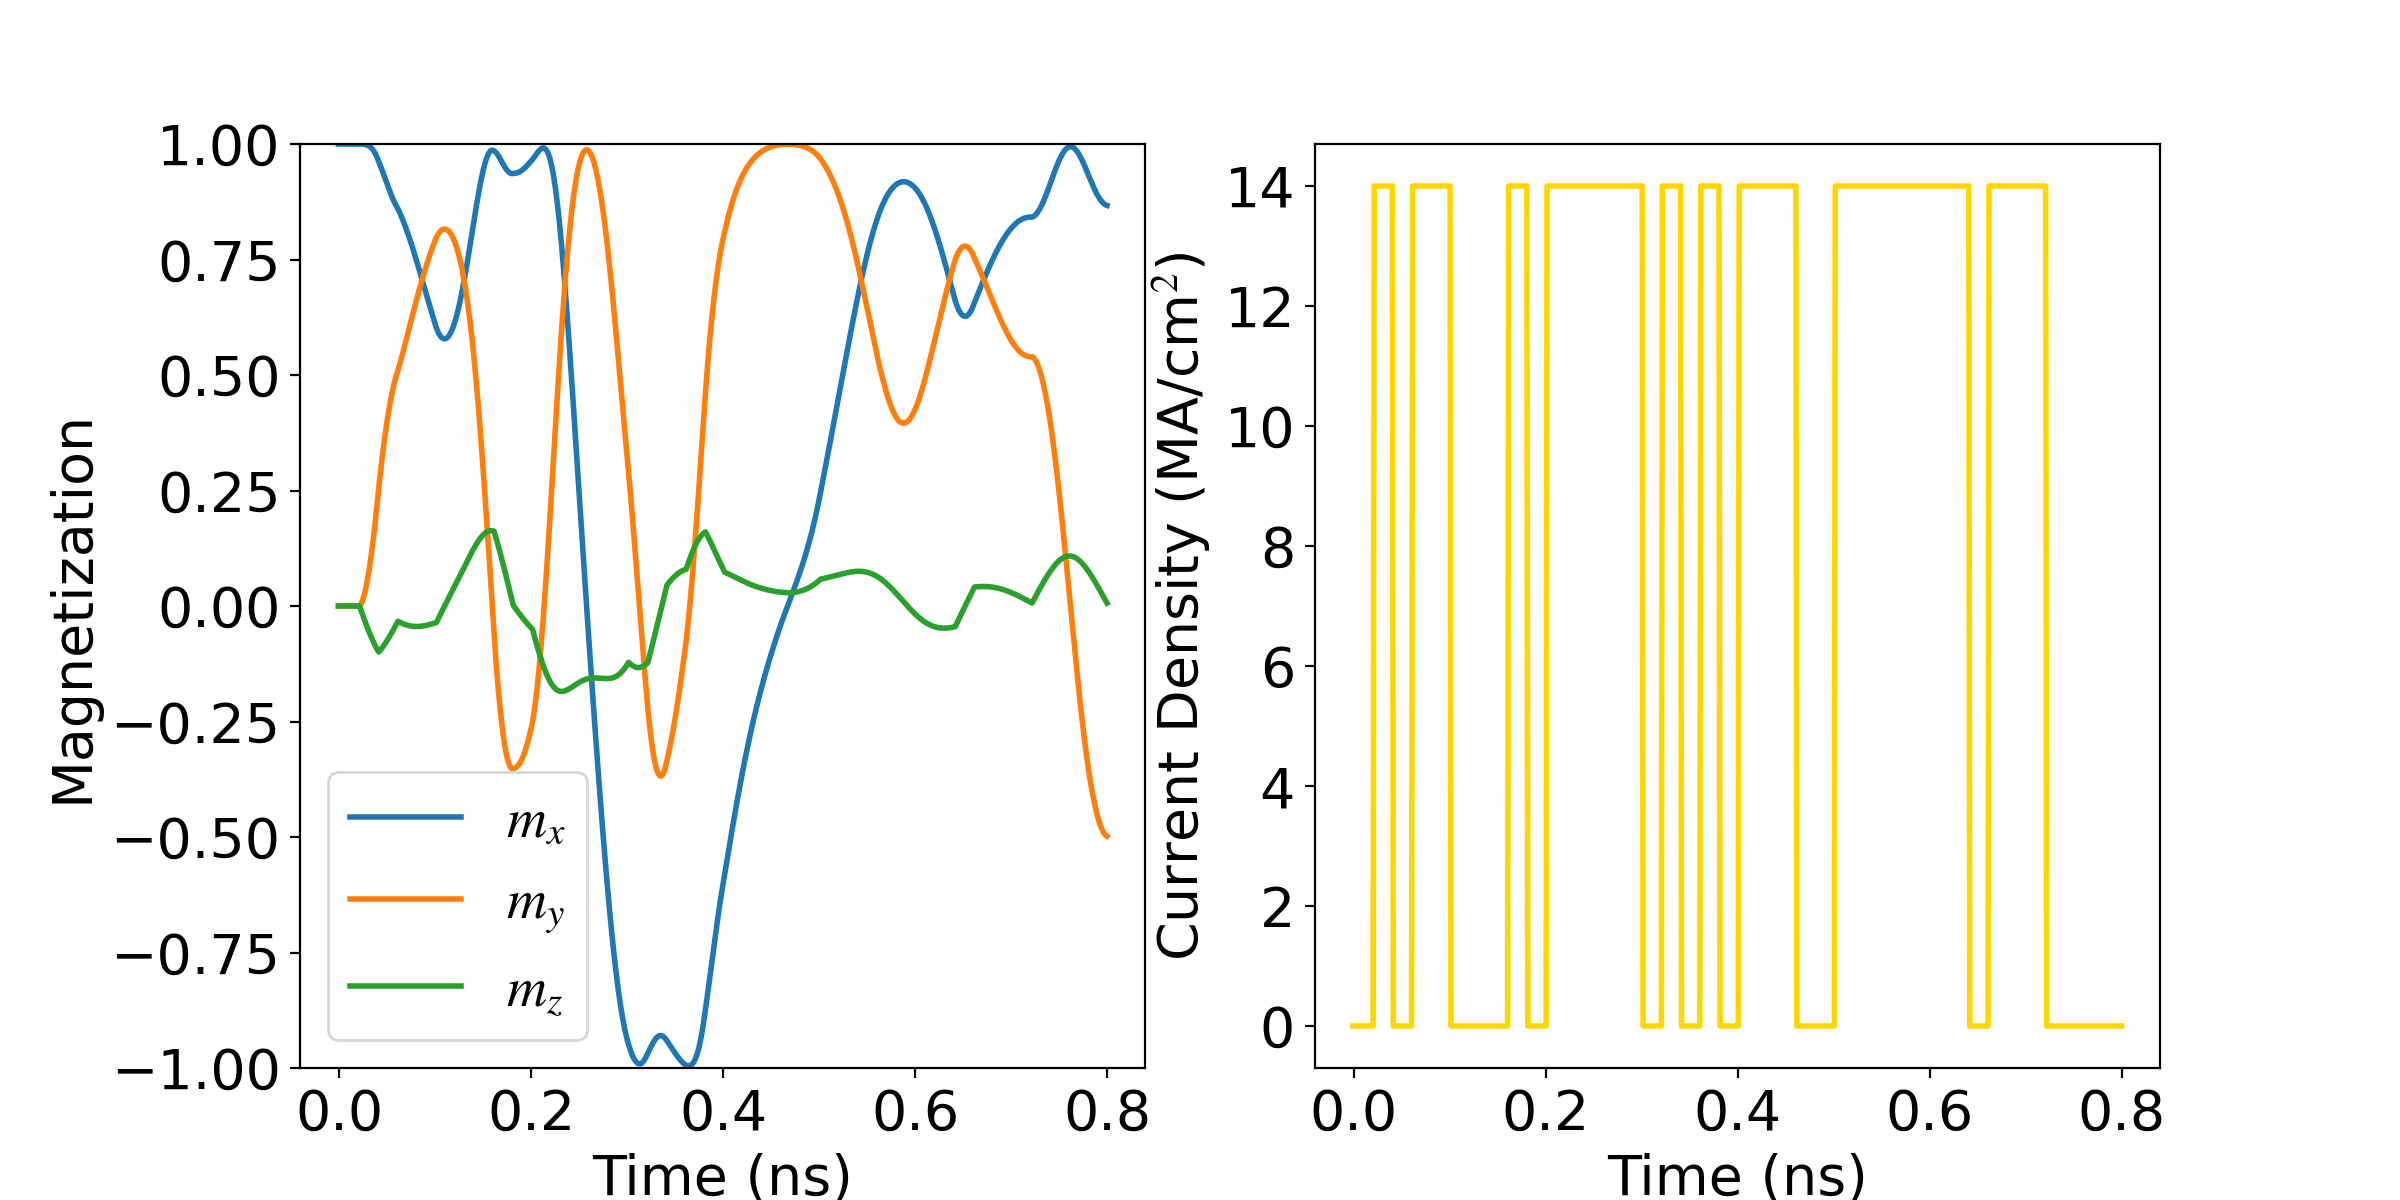 Magnetization
1.00
0.75
0.50
0.25
0.00
−0.25
−0.50
−0.75
−1.00
m_x
m_y
m_z
0.0 0.2 0.4 0.6 0.8
Time (ns)
Current Density (MA/cm²)
14
12
10
8
6
4
2
0
0.0 0.2 0.4 0.6 0.8
Time (ns)